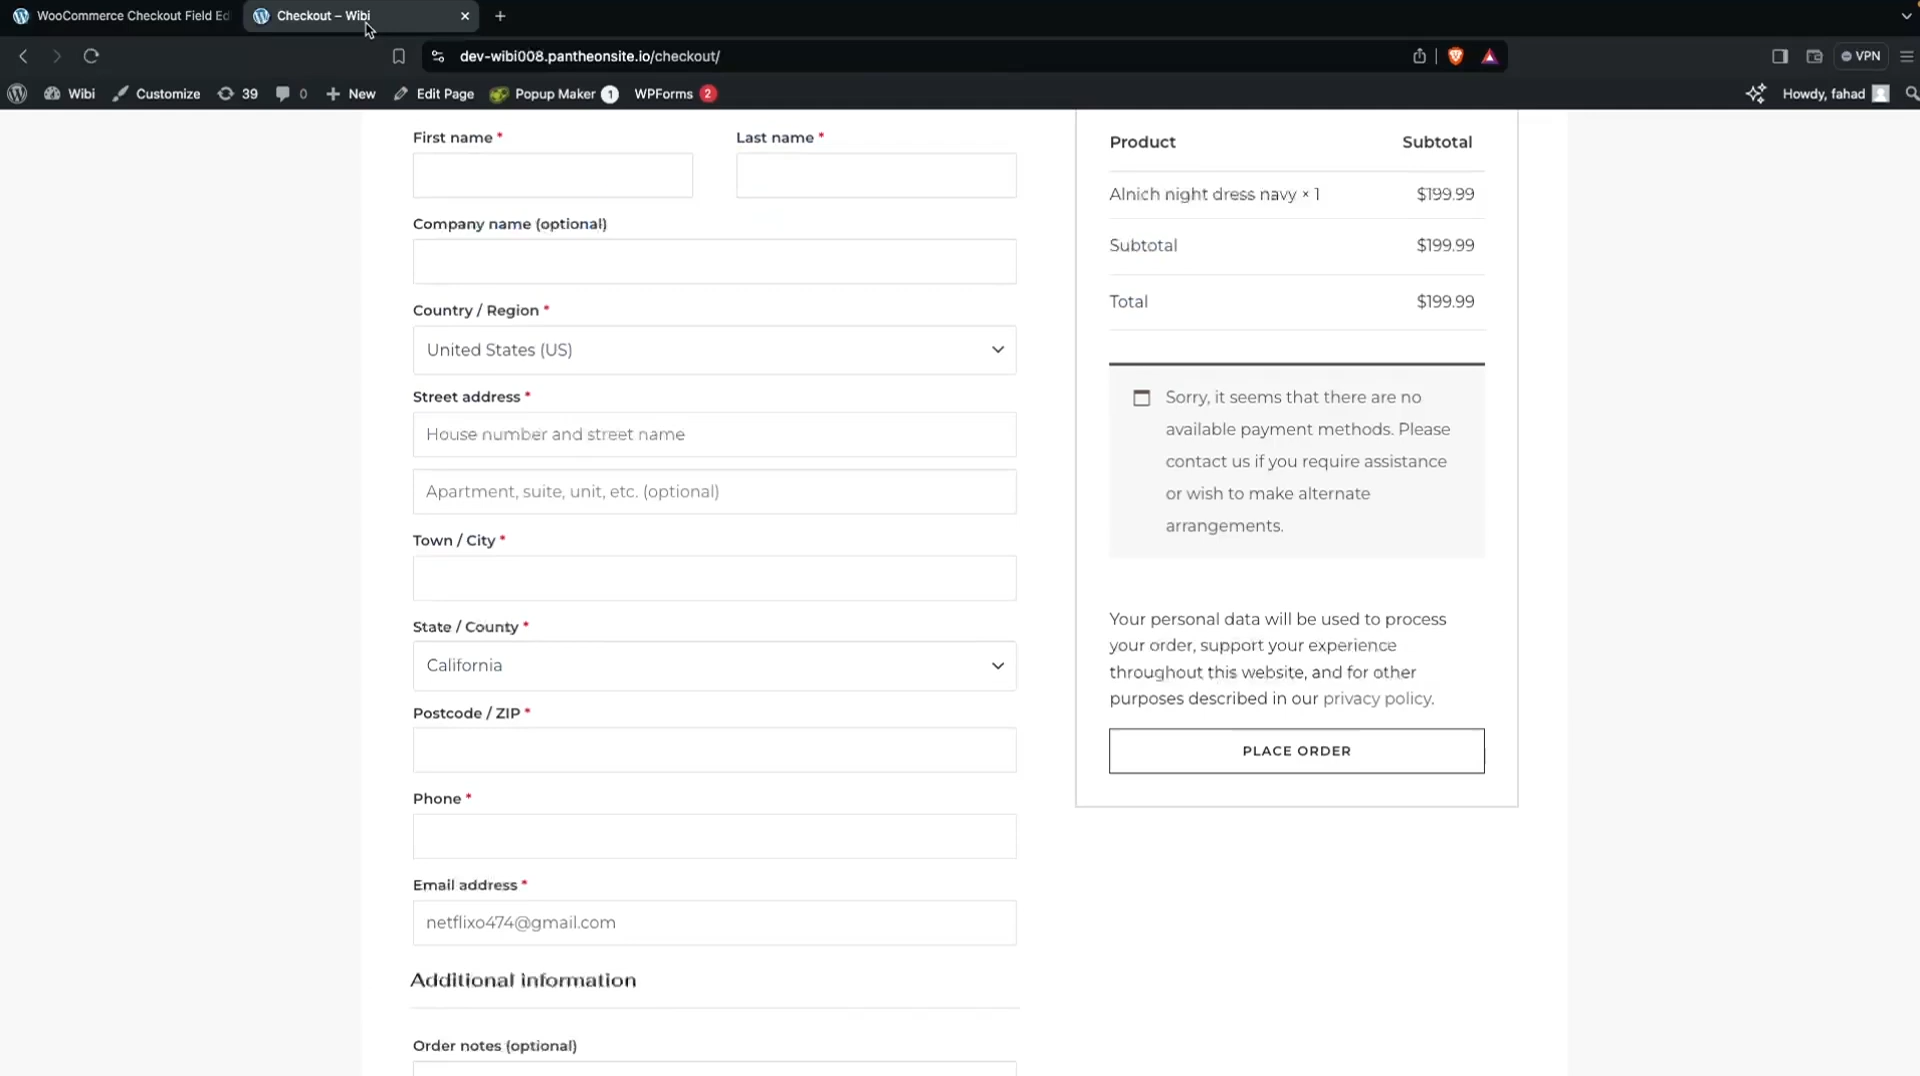 WooCommerce Checkout Field Ed
Checkout – Wibi
dev-wibi008.pantheonsite.io/checkout/
VPN
Wibi
Customize
39
0
New
Edit Page
Popup Maker 1
WPForms 2
Howdy, fahad
First name *
Last name *
Company name (optional)
Country / Region *
United States (US)
Street address *
House number and street name
Apartment, suite, unit, etc. (optional)
Town / City *
State / County *
California
Postcode / ZIP *
Phone *
Email address *
netflixo474@gmail.com
Additional information
Order notes (optional)
Product Subtotal
Alnich night dress navy × 1 $199.99
Subtotal $199.99
Total $199.99
Sorry, it seems that there are no
available payment methods. Please
contact us if you require assistance
or wish to make alternate
arrangements.
Your personal data will be used to process
your order, support your experience
throughout this website, and for other
purposes described in our privacy policy.
PLACE ORDER